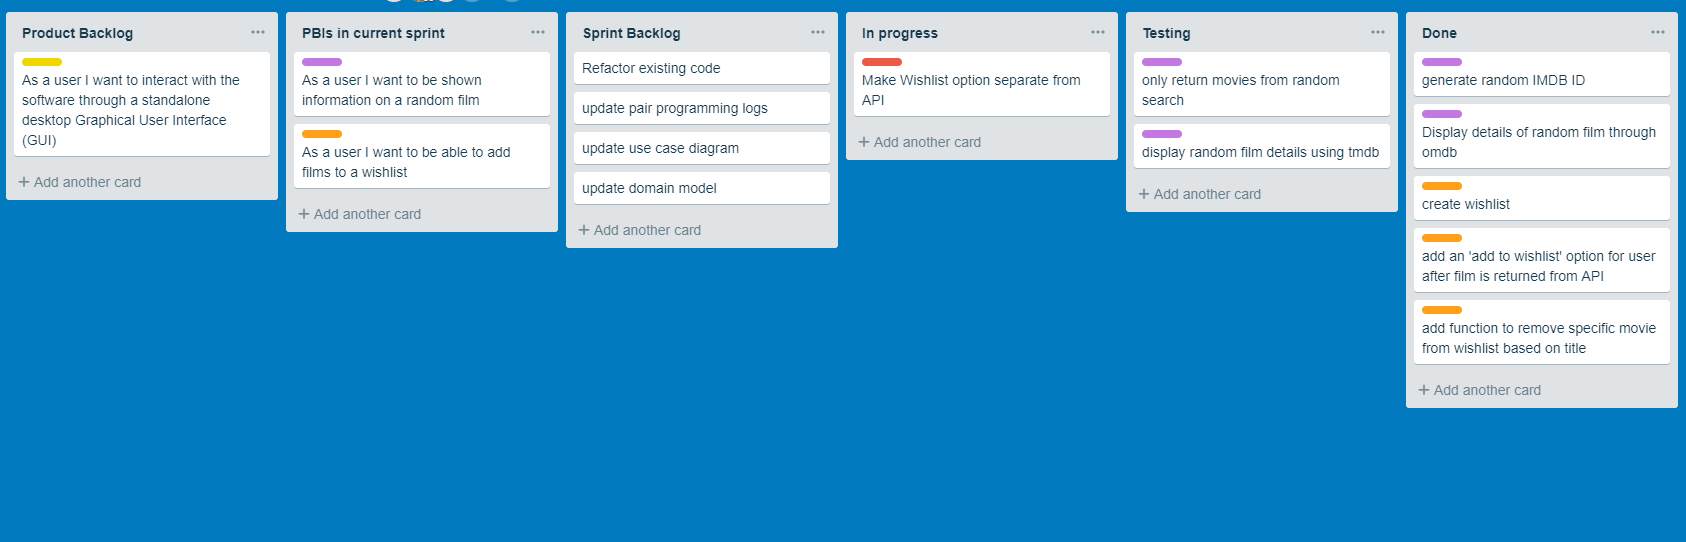 Product Backlog
As a user I want to interact with the
software through a standalone
desktop Graphical User Interface
(GUI)
+ Add another card
PBIs in current sprint
As a user I want to be shown
information on a random film
As a user I want to be able to add
films to a wishlist
+ Add another card
Sprint Backlog
Refactor existing code
update pair programming logs
update use case diagram
update domain model
+ Add another card
In progress
Make Wishlist option separate from
API
+ Add another card
Testing
only return movies from random
search
display random film details using tmdb
+ Add another card
Done
generate random IMDB ID
Display details of random film through
omdb
create wishlist
add an 'add to wishlist' option for user
after film is returned from API
add function to remove specific movie
from wishlist based on title
+ Add another card